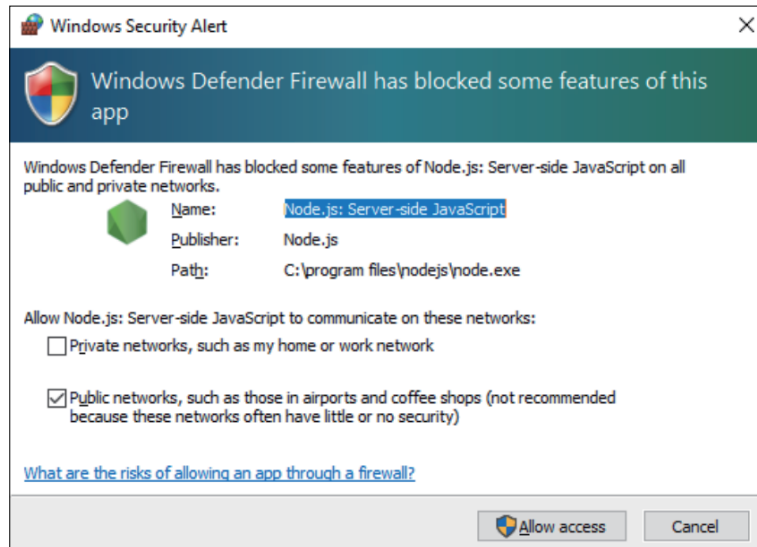 Windows Security Alert
Windows Defender Firewall has blocked some features of this
app
Windows Defender Firewall has blocked some features of Node.js: Server-side JavaScript on all
public and private networks.
Name: Node.js: Server-side JavaScript
Publisher: Node.js
Path: C:\program files\nodejs\node.exe
Allow Node.js: Server-side JavaScript to communicate on these networks:
Private networks, such as my home or work network
Public networks, such as those in airports and coffee shops (not recommended
because these networks often have little or no security)
What are the risks of allowing an app through a firewall?
Allow access Cancel